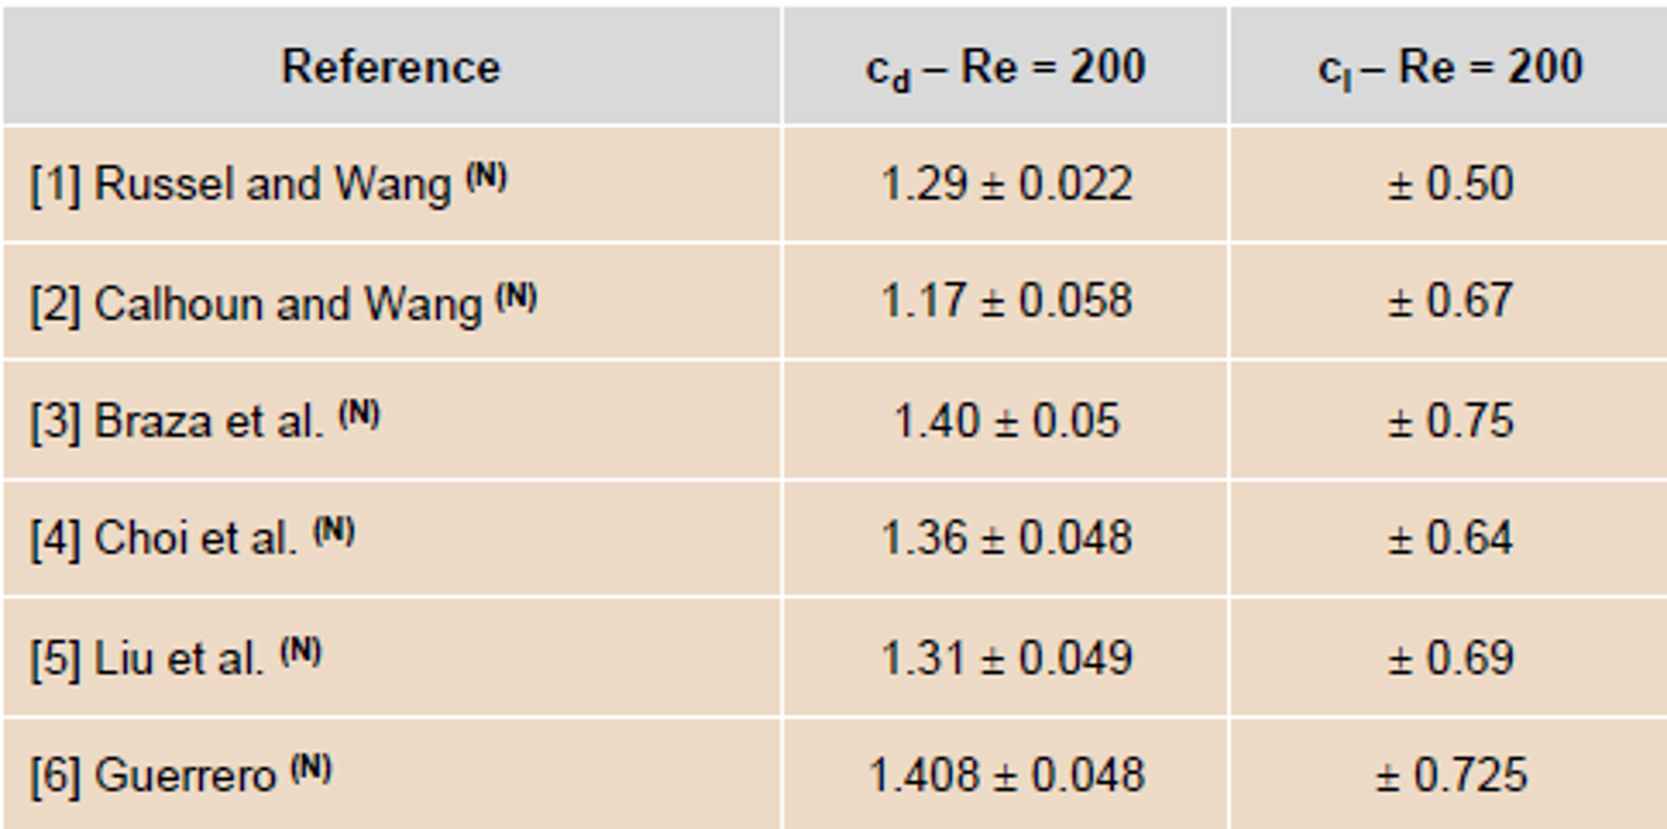 Reference c_d – Re = 200 c_l – Re = 200
[1] Russel and Wang (N) 1.29 ± 0.022 ± 0.50
[2] Calhoun and Wang (N) 1.17 ± 0.058 ± 0.67
[3] Braza et al. (N) 1.40 ± 0.05 ± 0.75
[4] Choi et al. (N) 1.36 ± 0.048 ± 0.64
[5] Liu et al. (N) 1.31 ± 0.049 ± 0.69
[6] Guerrero (N) 1.408 ± 0.048 ± 0.725